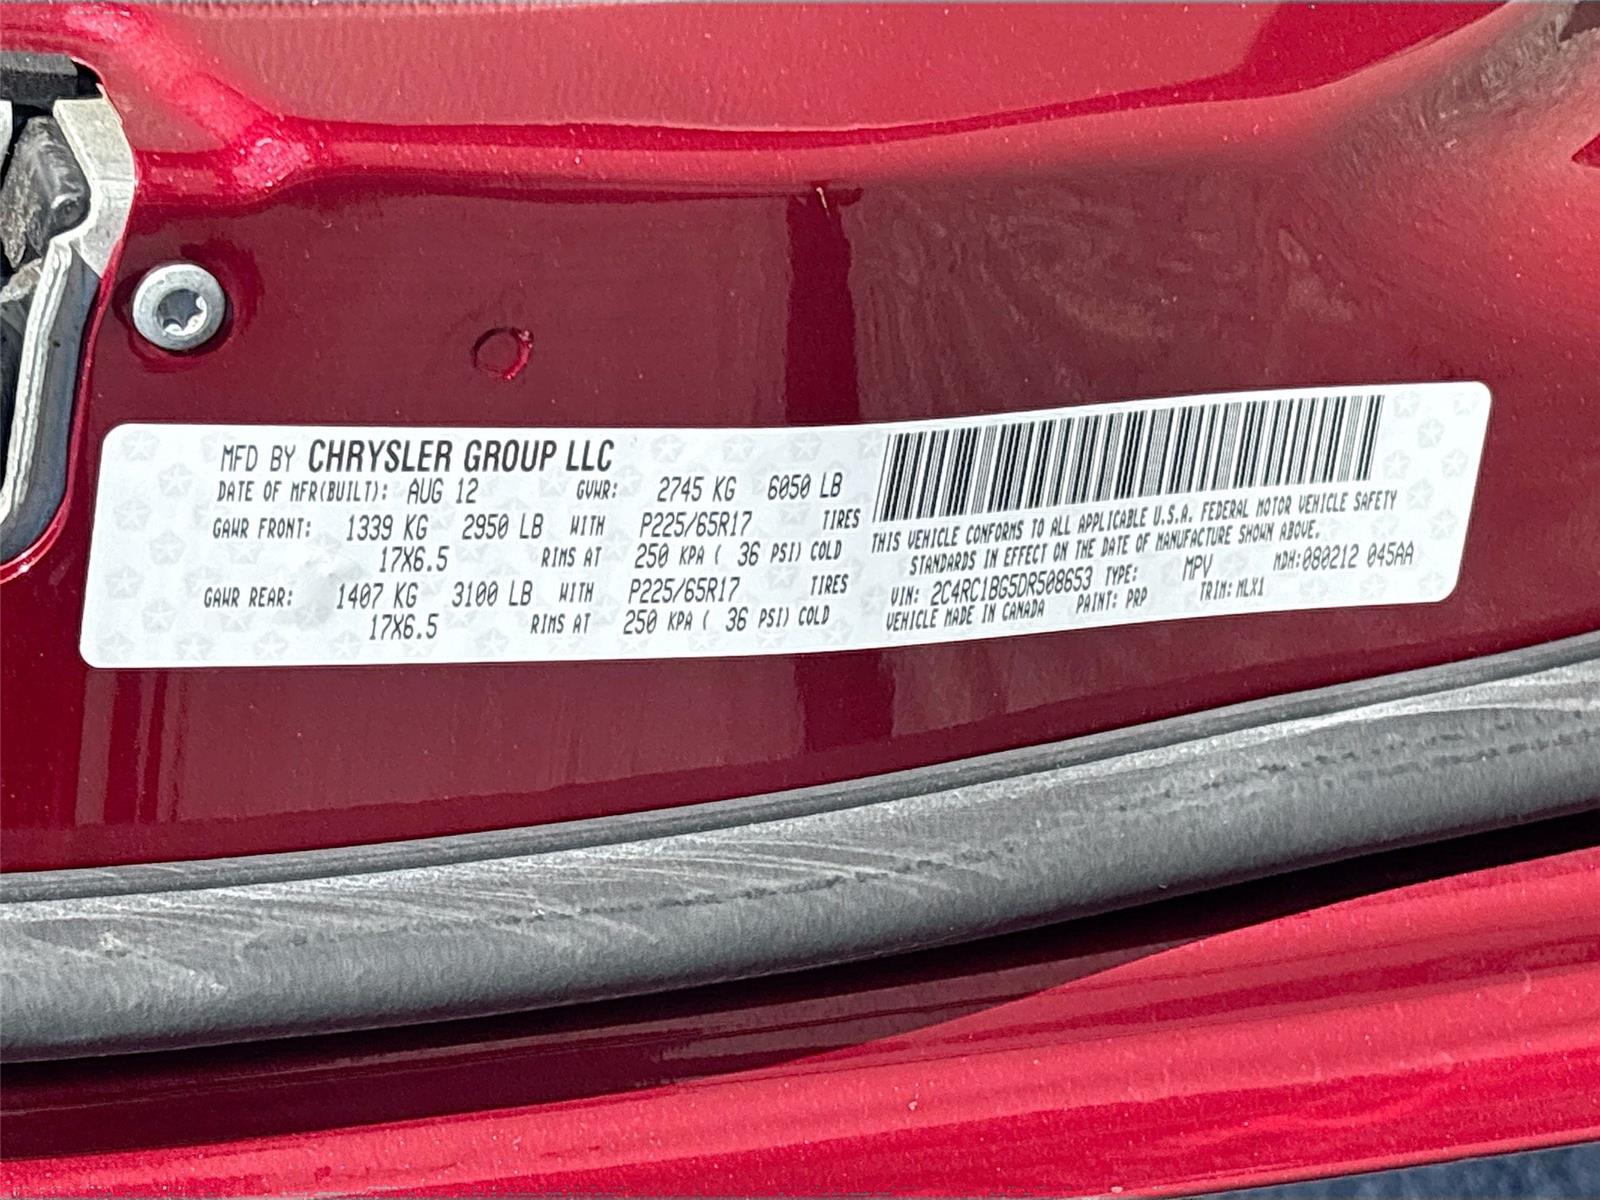 MFD BY CHRYSLER GROUP LLC
DATE OF MFR(BUILT): AUG 12 GVWR: 2745 KG 6050 LB
GAWR FRONT: 1339 KG 2950 LB WITH P225/65R17 TIRES
17X6.5 RIMS AT 250 KPA ( 36 PSI) COLD
GAWR REAR: 1407 KG 3100 LB WITH P225/65R17 TIRES
17X6.5 RIMS AT 250 KPA ( 36 PSI) COLD
THIS VEHICLE CONFORMS TO ALL APPLICABLE U.S.A. FEDERAL MOTOR VEHICLE SAFETY
STANDARDS IN EFFECT ON THE DATE OF MANUFACTURE SHOWN ABOVE.
VIN: 2C4RC1BG5DR508653 TYPE: MPV MDH:080212 045AA
VEHICLE MADE IN CANADA PAINT: PRP TRIM:MLX1